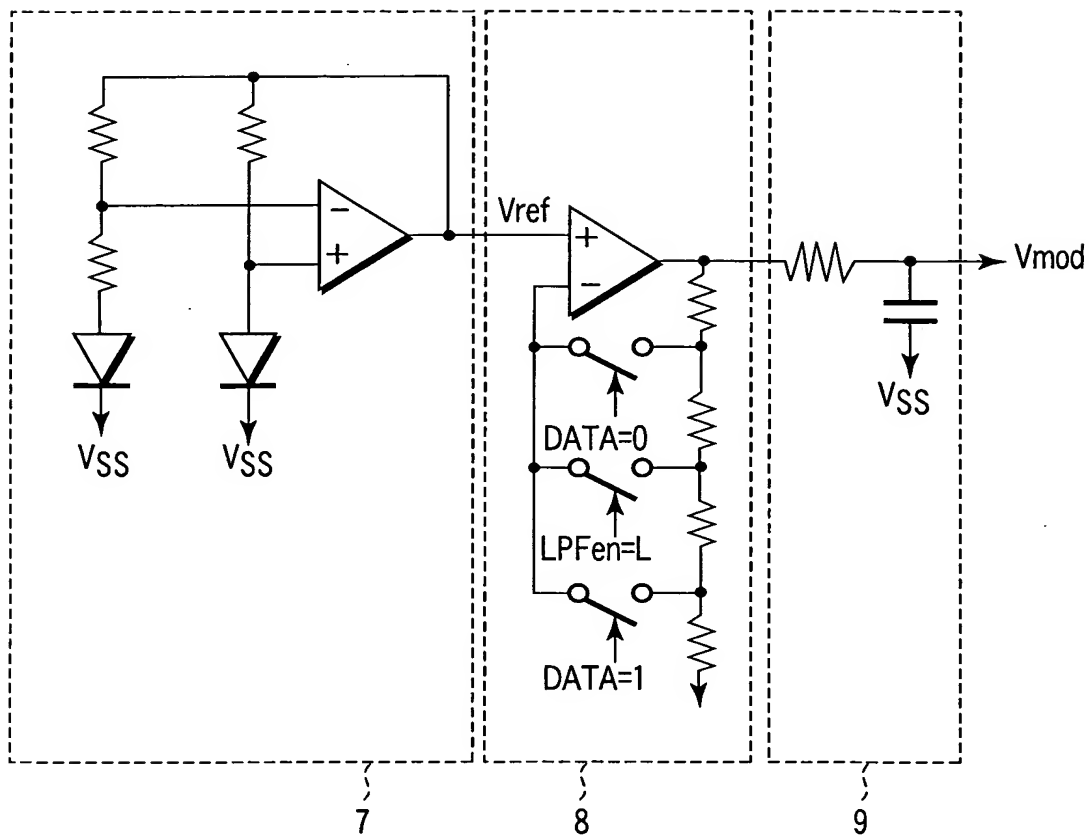 −
+
Vref
+
−
Vmod
VSS
VSS
VSS
DATA=0
LPFen=L
DATA=1
7
8
9